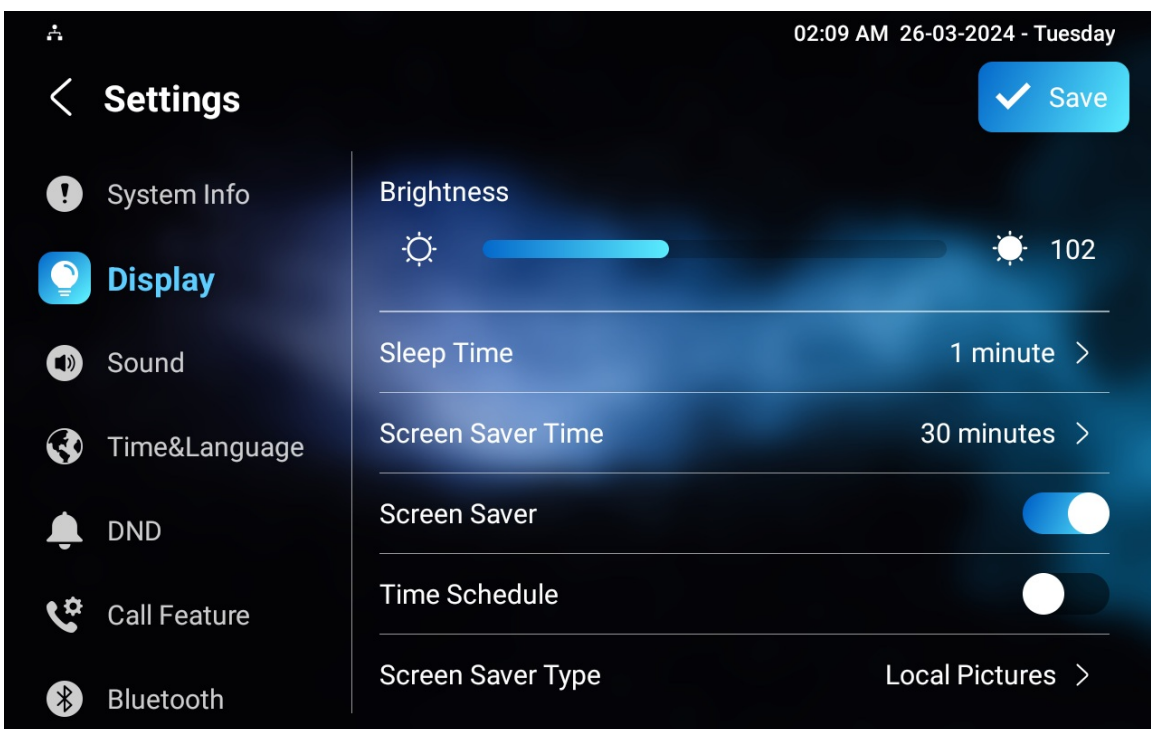 02:09 AM 26-03-2024 - Tuesday
Settings
Save
System Info
Display
Sound
Time&Language
DND
Call Feature
Bluetooth
Brightness
102
Sleep Time 1 minute
Screen Saver Time 30 minutes
Screen Saver
Time Schedule
Screen Saver Type Local Pictures